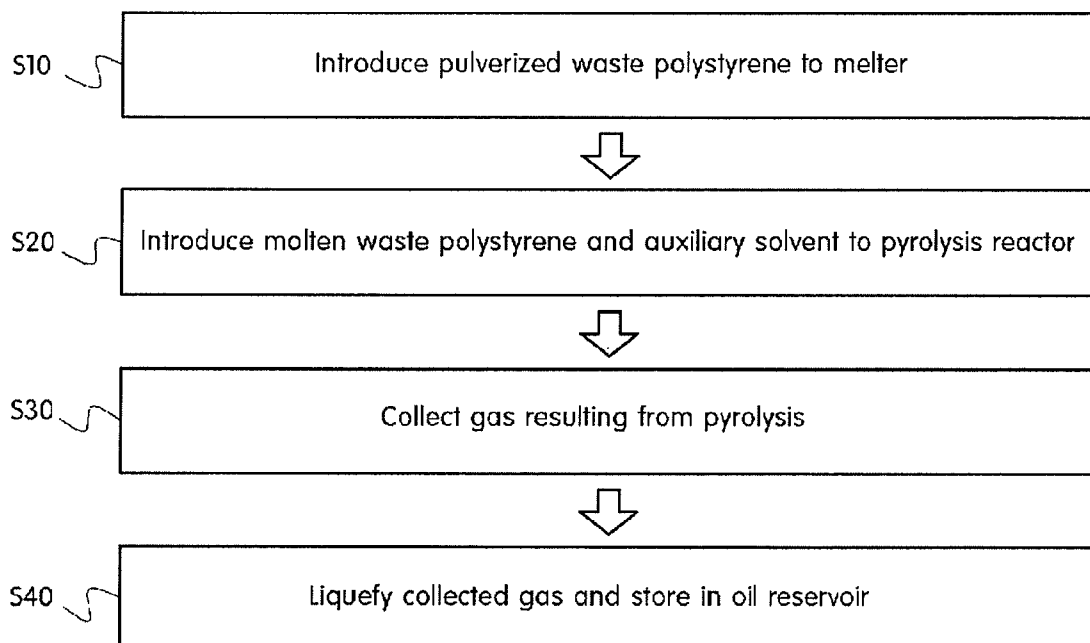 S10
Introduce pulverized waste polystyrene to melter
S20
Introduce molten waste polystyrene and auxiliary solvent to pyrolysis reactor
S30
Collect gas resulting from pyrolysis
S40
Liquefy collected gas and store in oil reservoir